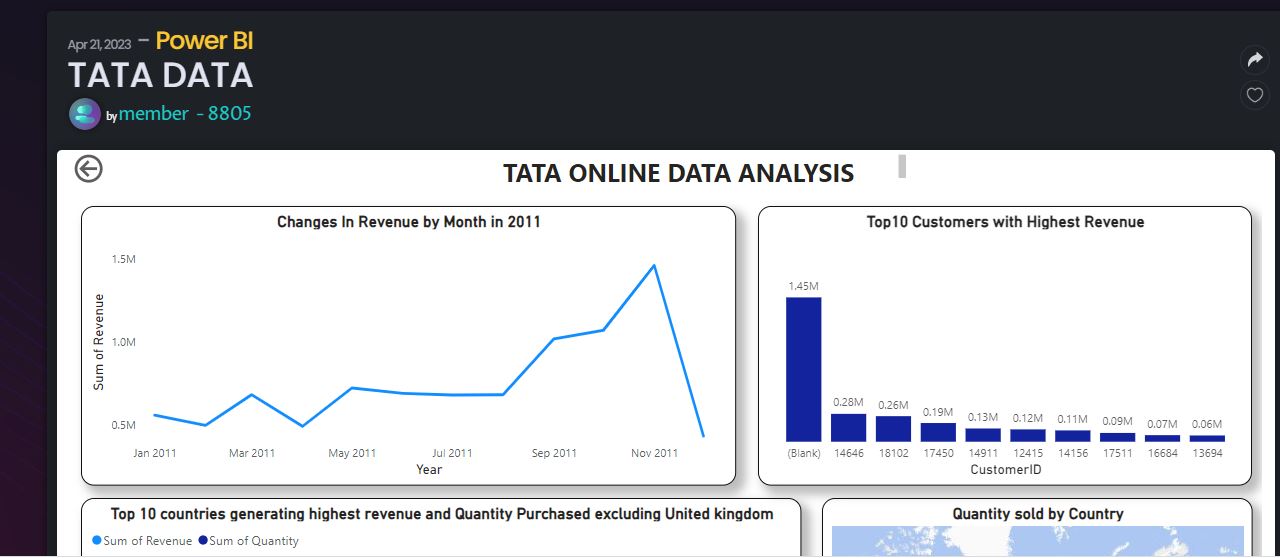 Apr 21, 2023 – Power BI
TATA DATA
by member - 8805
TATA ONLINE DATA ANALYSIS
Changes In Revenue by Month in 2011
1.5M
1.0M
0.5M
Sum of Revenue
Jan 2011 Mar 2011 May 2011 Jul 2011 Sep 2011 Nov 2011
Year
Top10 Customers with Highest Revenue
1.45M
0.28M 0.26M 0.19M 0.13M 0.12M 0.11M 0.09M 0.07M 0.06M
(Blank) 14646 18102 17450 14911 12415 14156 17511 16684 13694
CustomerID
Top 10 countries generating highest revenue and Quantity Purchased excluding United kingdom
Sum of Revenue Sum of Quantity
Quantity sold by Country